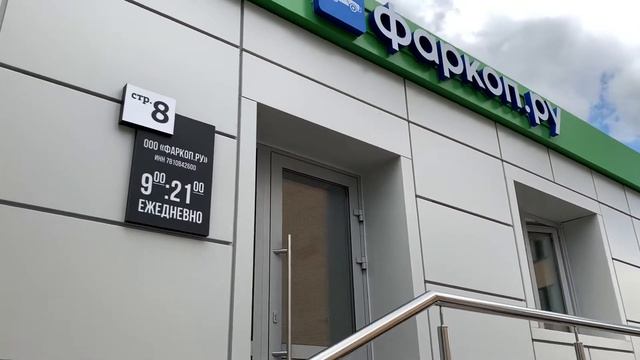 фаркоп.ру
стр. 8
ООО «ФАРКОП.РУ»
ИНН 7810842600
9⁰⁰:21⁰⁰
ЕЖЕДНЕВНО